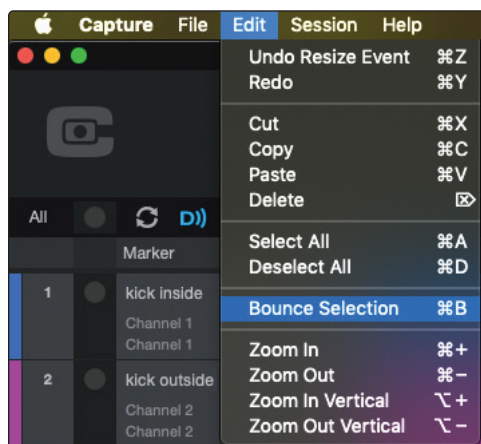 Capture File Edit Session Help
Undo Resize Event ⌘Z
Redo ⌘Y
Cut ⌘X
Copy ⌘C
Paste ⌘V
Delete ⌦
Select All ⌘A
Deselect All ⌘D
Bounce Selection ⌘B
Zoom In ⌘+
Zoom Out ⌘−
Zoom In Vertical ⌥+
Zoom Out Vertical ⌥−
All
Marker
1 kick inside
Channel 1
Channel 1
2 kick outside
Channel 2
Channel 2